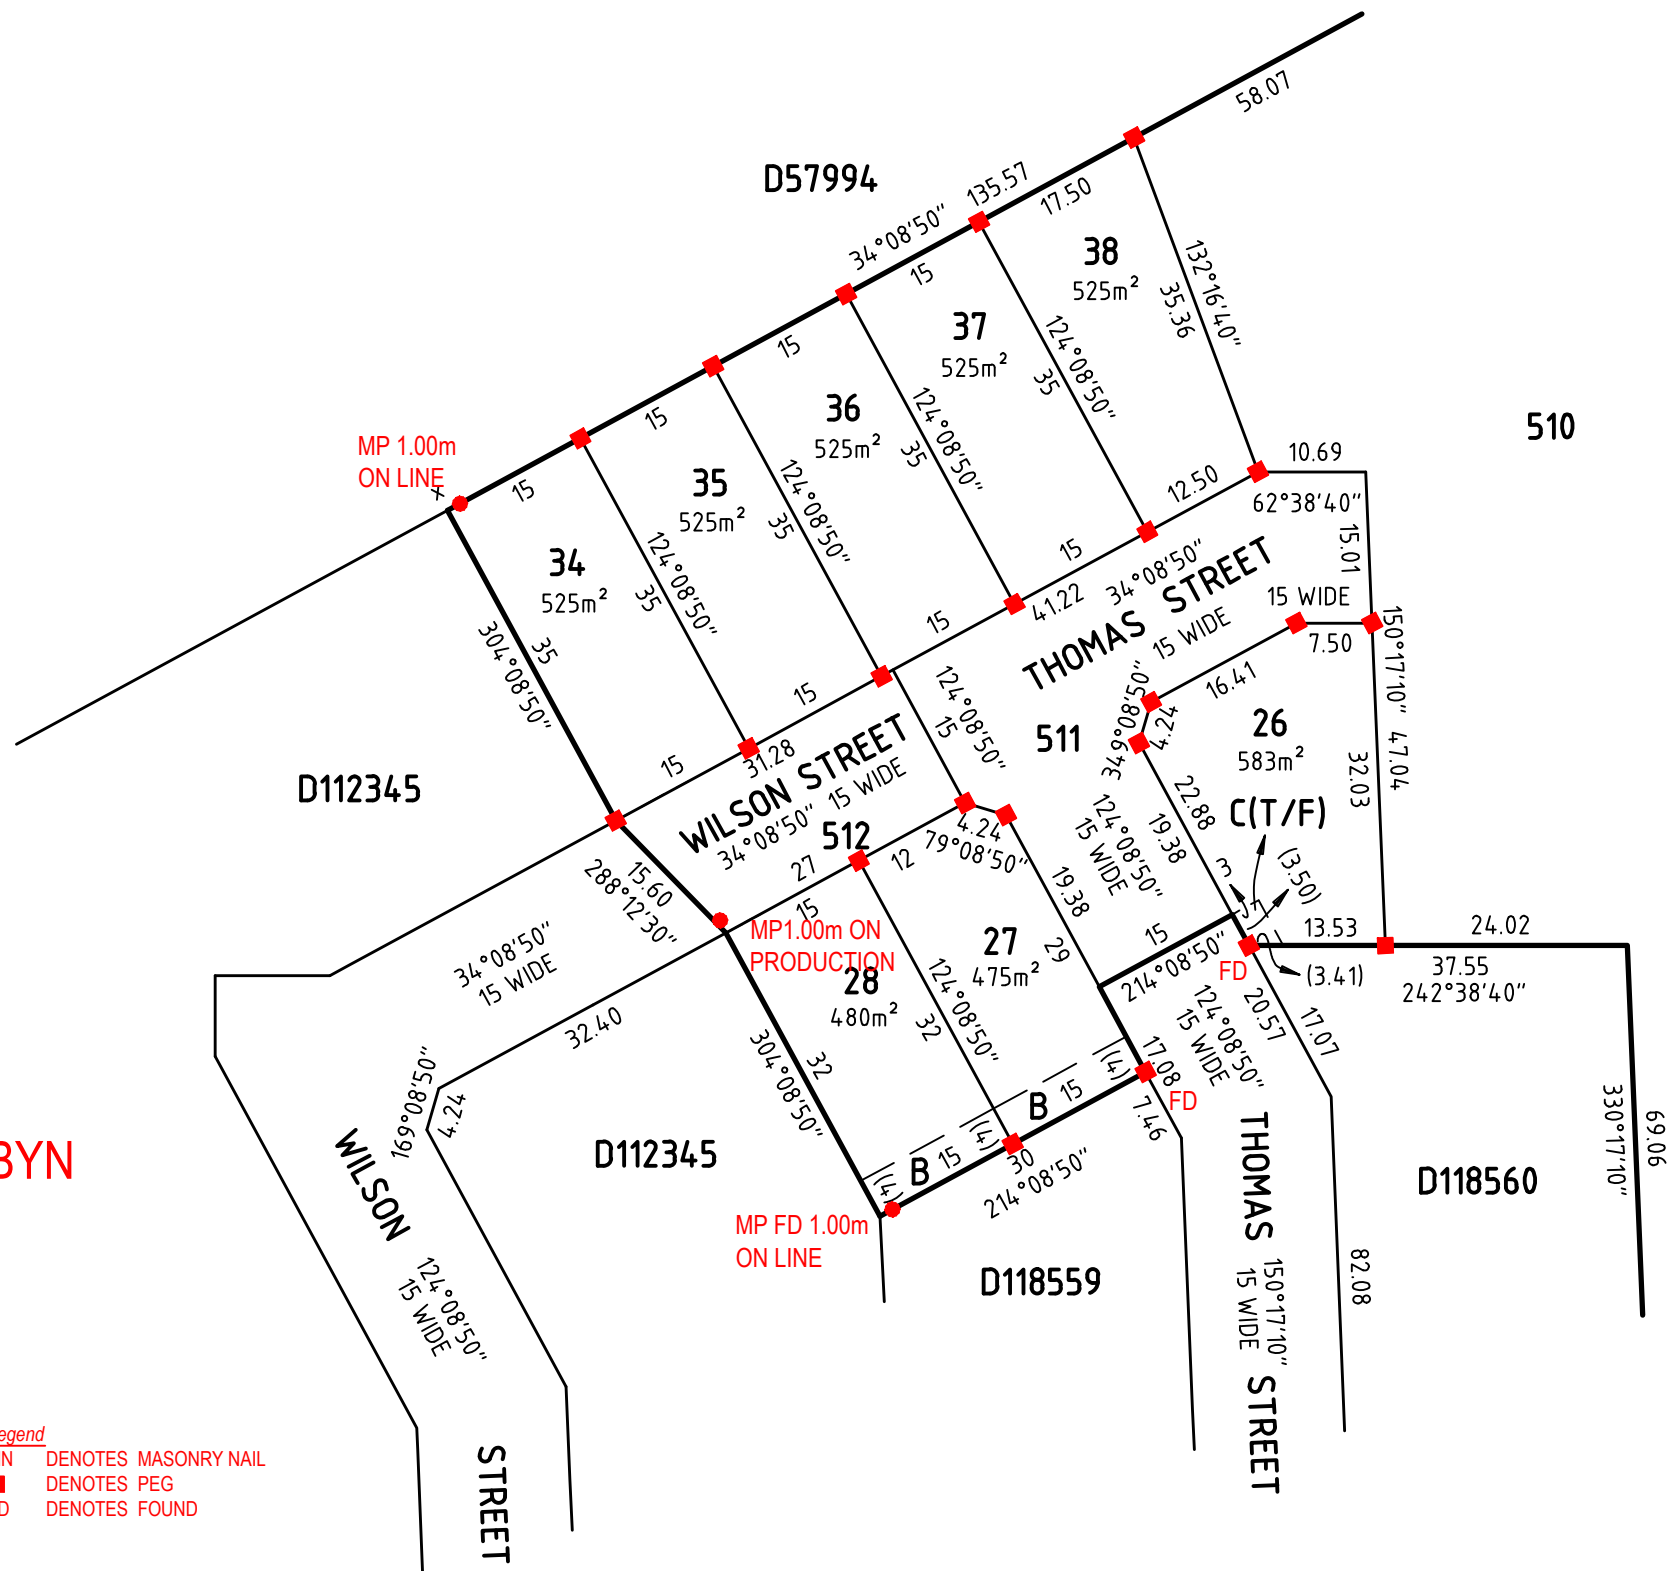 58.07
D57994
135.57
34°08'50"
17.50
15
38
525m²
132°16'40"
35.36
37
525m²
124°08'50"
35
15
36
525m²
124°08'50"
35
510
MP 1.00m
ON LINE
x
15
15
35
525m²
124°08'50"
35
12.50
10.69
62°38'40"
34
525m²
124°08'50"
35
15
34°08'50"
41.22
THOMAS STREET
15 WIDE
15.01
15 WIDE
7.50
150°17'10" 47.04
304°08'50"
35
15
15
15
31.28
WILSON STREET
34°08'50" 15 WIDE
512
124°08'50"
15
511
349°08'50"
4.24
16.41
26
583m²
32.03
D112345
22.88
19.38
C(T/F)
3
(3.50)
124°08'50"
15 WIDE
4.24
79°08'50"
27
12
15
15.60
288°12'30"
19.38
29
MP1.00m ON
PRODUCTION
28
480m²
27
475m²
124°08'50"
32
15
214°08'50"
FD
13.53
24.02
(3.41)
37.55
242°38'40"
34°08'50"
15 WIDE
32.40
304°08'50"
32
124°08'50"
15 WIDE
20.57
17.07
17.08
(4)
15
B
FD
7.46
169°08'50"
4.24
(4)
15
B
(4)
30
214°08'50"
D112345
MP FD 1.00m
ON LINE
D118559
D118560
330°17'10"
69.06
82.08
THOMAS
150°17'10"
15 WIDE
STREET
WILSON
124°08'50"
15 WIDE
STREET
BYN
egend
N DENOTES MASONRY NAIL
DENOTES PEG
D DENOTES FOUND